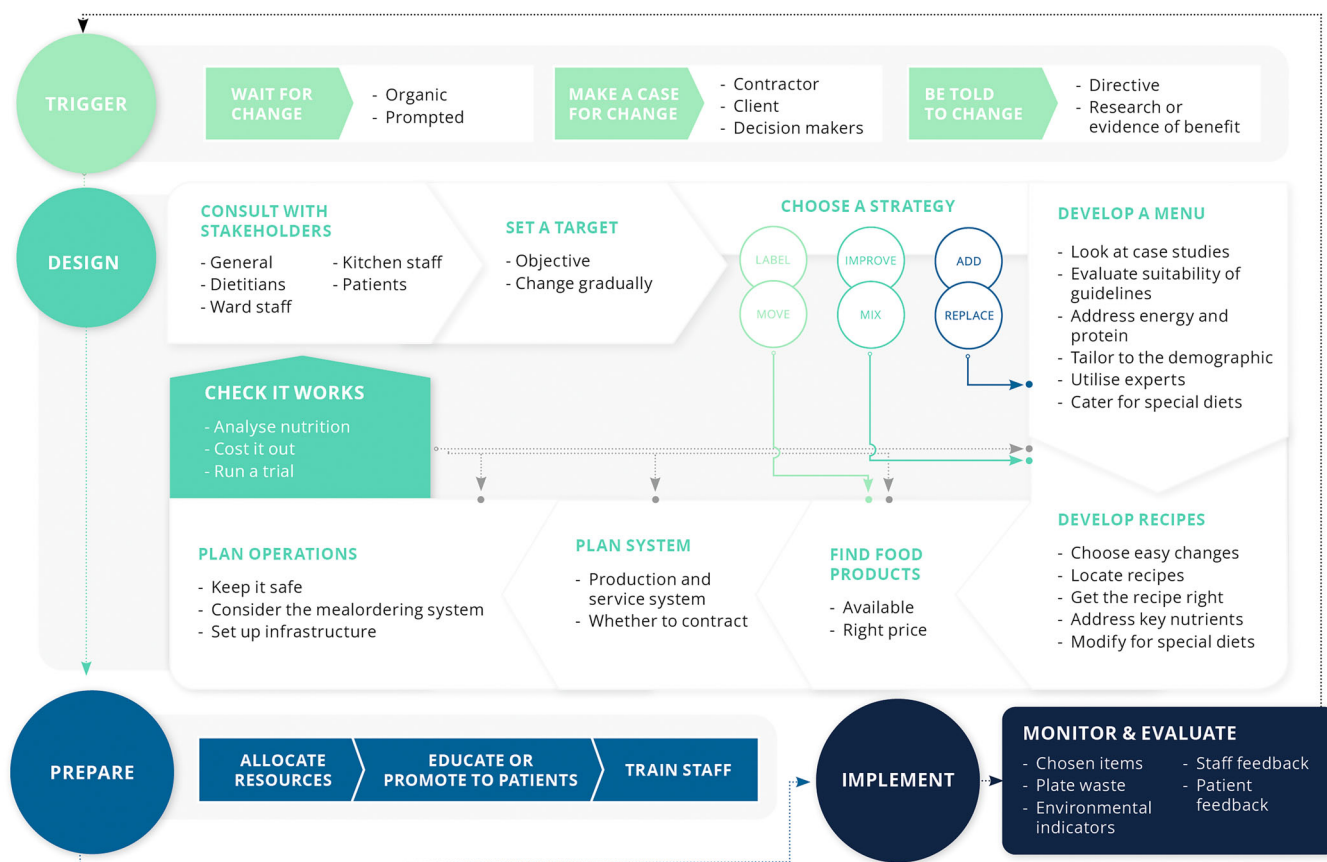 TRIGGER
WAIT FOR
CHANGE
- Organic
- Prompted
MAKE A CASE
FOR CHANGE
- Contractor
- Client
- Decision makers
BE TOLD
TO CHANGE
- Directive
- Research or
evidence of benefit
DESIGN
CONSULT WITH
STAKEHOLDERS
- General
- Dietitians
- Ward staff
- Kitchen staff
- Patients
SET A TARGET
- Objective
- Change gradually
CHOOSE A STRATEGY
LABEL
MOVE
IMPROVE
MIX
ADD
REPLACE
DEVELOP A MENU
- Look at case studies
- Evaluate suitability of
guidelines
- Address energy and
protein
- Tailor to the demographic
- Utilise experts
- Cater for special diets
CHECK IT WORKS
- Analyse nutrition
- Cost it out
- Run a trial
PLAN OPERATIONS
- Keep it safe
- Consider the mealordering system
- Set up infrastructure
PLAN SYSTEM
- Production and
service system
- Whether to contract
FIND FOOD
PRODUCTS
- Available
- Right price
DEVELOP RECIPES
- Choose easy changes
- Locate recipes
- Get the recipe right
- Address key nutrients
- Modify for special diets
PREPARE
ALLOCATE
RESOURCES
EDUCATE OR
PROMOTE TO PATIENTS
TRAIN STAFF
IMPLEMENT
MONITOR & EVALUATE
- Chosen items
- Plate waste
- Environmental
indicators
- Staff feedback
- Patient
feedback